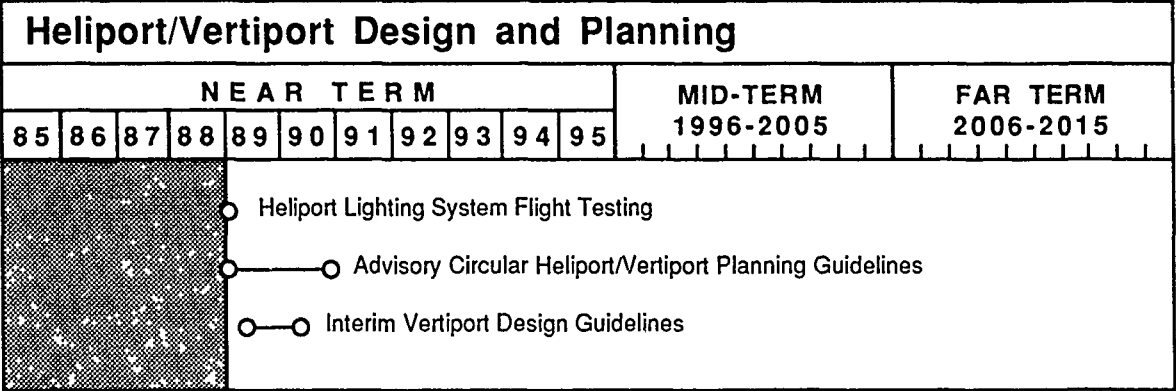 Heliport/Vertiport Design and Planning
NEAR TERM
MID-TERM
1996-2005
FAR TERM
2006-2015
85 86 87 88 89 90 91 92 93 94 95
Heliport Lighting System Flight Testing
Advisory Circular Heliport/Vertiport Planning Guidelines
Interim Vertiport Design Guidelines